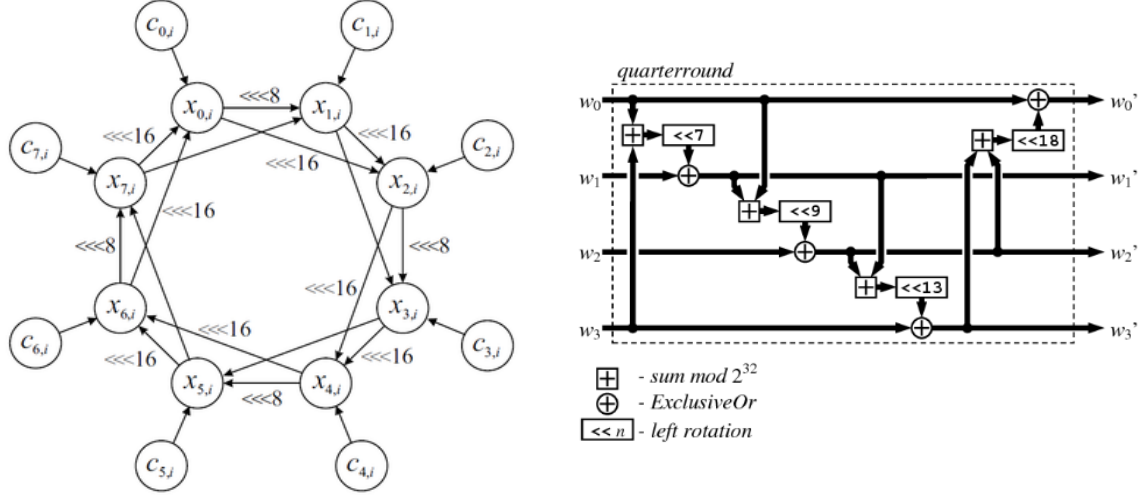 c0,i
c1,i
x0,i
<<<8
x1,i
c7,i
<<<16
<<<16
<<<16
c2,i
x7,i
x2,i
<<<16
<<<8
<<<8
<<<16
x6,i
x3,i
c6,i
<<<16
<<<16
<<<16
c3,i
x5,i
<<<8
x4,i
c5,i
c4,i
quarterround
w0
+
<<7
+
<<18
w0'
w1
+
<<9
w1'
w2
+
<<13
w2'
w3
w3'
+ - sum mod 2^32
⊕ - ExclusiveOr
<< n - left rotation